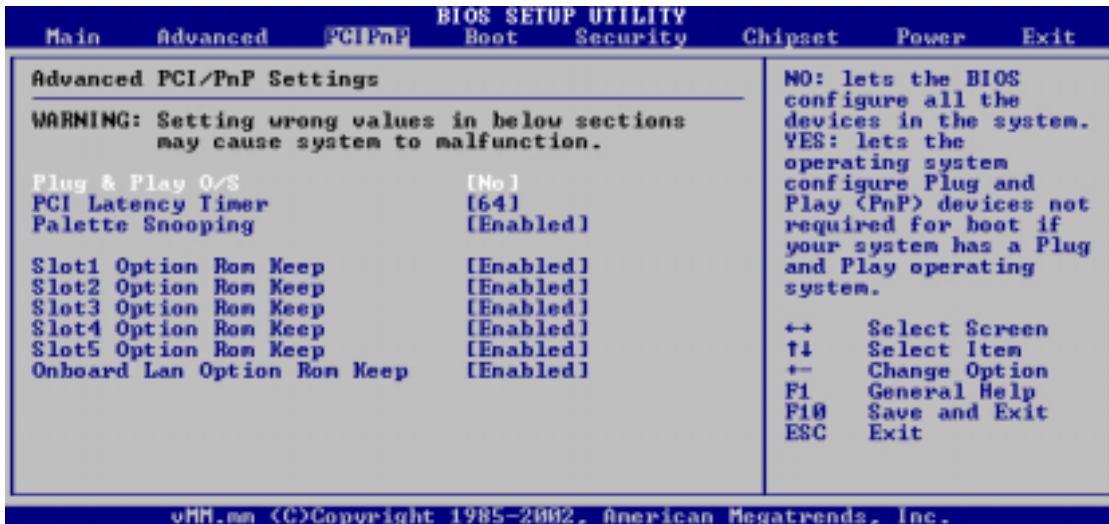 BIOS SETUP UTILITY
Main Advanced PCIPnP Boot Security Chipset Power Exit
Advanced PCI/PnP Settings
WARNING: Setting wrong values in below sections
may cause system to malfunction.
Plug & Play O/S [No]
PCI Latency Timer [64]
Palette Snooping [Enabled]
Slot1 Option Rom Keep [Enabled]
Slot2 Option Rom Keep [Enabled]
Slot3 Option Rom Keep [Enabled]
Slot4 Option Rom Keep [Enabled]
Slot5 Option Rom Keep [Enabled]
Onboard Lan Option Rom Keep [Enabled]
NO: lets the BIOS
configure all the
devices in the system.
YES: lets the
operating system
configure Plug and
Play (PnP) devices not
required for boot if
your system has a Plug
and Play operating
system.
↔ Select Screen
↑↓ Select Item
+- Change Option
F1 General Help
F10 Save and Exit
ESC Exit
vMM.mm (C)Copyright 1985-2002, American Megatrends, Inc.